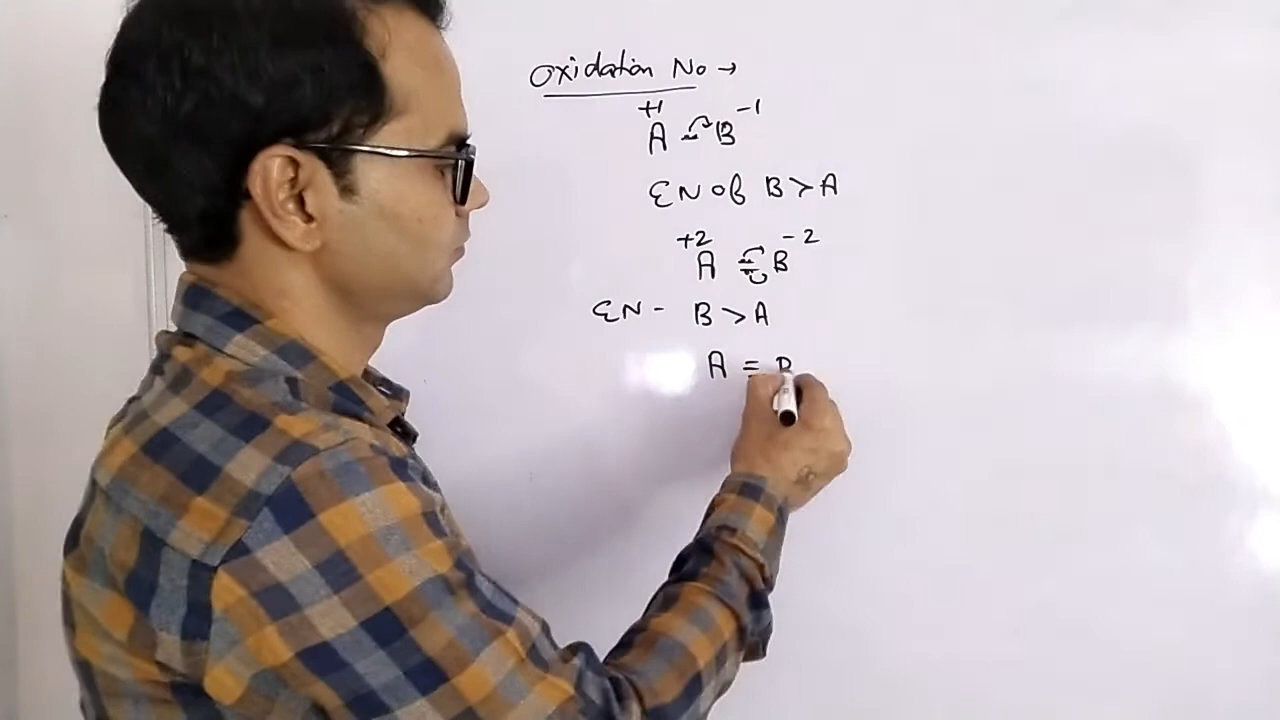 Oxidation No →
+1 -1
A B
EN of B > A
+2 -2
A = B
EN - B > A
A = B